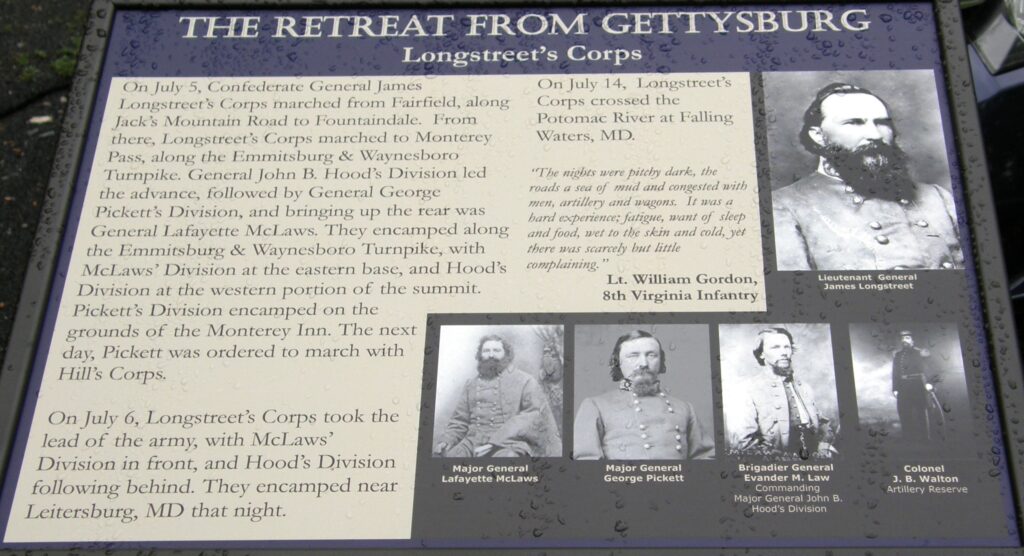 THE RETREAT FROM GETTYSBURG
Longstreet's Corps
On July 5, Confederate General James
Longstreet's Corps marched from Fairfield, along
Jack's Mountain Road to Fountaindale. From
there, Longstreet's Corps marched to Monterey
Pass, along the Emmitsburg & Waynesboro
Turnpike. General John B. Hood's Division led
the advance, followed by General George
Pickett's Division, and bringing up the rear was
General Lafayette McLaws. They encamped along
the Emmitsburg & Waynesboro Turnpike, with
McLaws' Division at the eastern base, and Hood's
Division at the western portion of the summit.
Pickett's Division encamped on the
grounds of the Monterey Inn. The next
day, Pickett was ordered to march with
Hill's Corps.
On July 6, Longstreet's Corps took the
lead of the army, with McLaws'
Division in front, and Hood's Division
following behind. They encamped near
Leitersburg, MD that night.
On July 14, Longstreet's
Corps crossed the
Potomac River at Falling
Waters, MD.
"The nights were pitchy dark, the
roads a sea of mud and congested with
men, artillery and wagons. It was a
hard experience; fatigue, want of sleep
and food, wet to the skin and cold, yet
there was scarcely but little
complaining."
Lt. William Gordon,
8th Virginia Infantry
Lieutenant General
James Longstreet
Major General
Lafayette McLaws
Major General
George Pickett
Brigadier General
Evander M. Law
Commanding
Major General John B.
Hood's Division
Colonel
J. B. Walton
Artillery Reserve